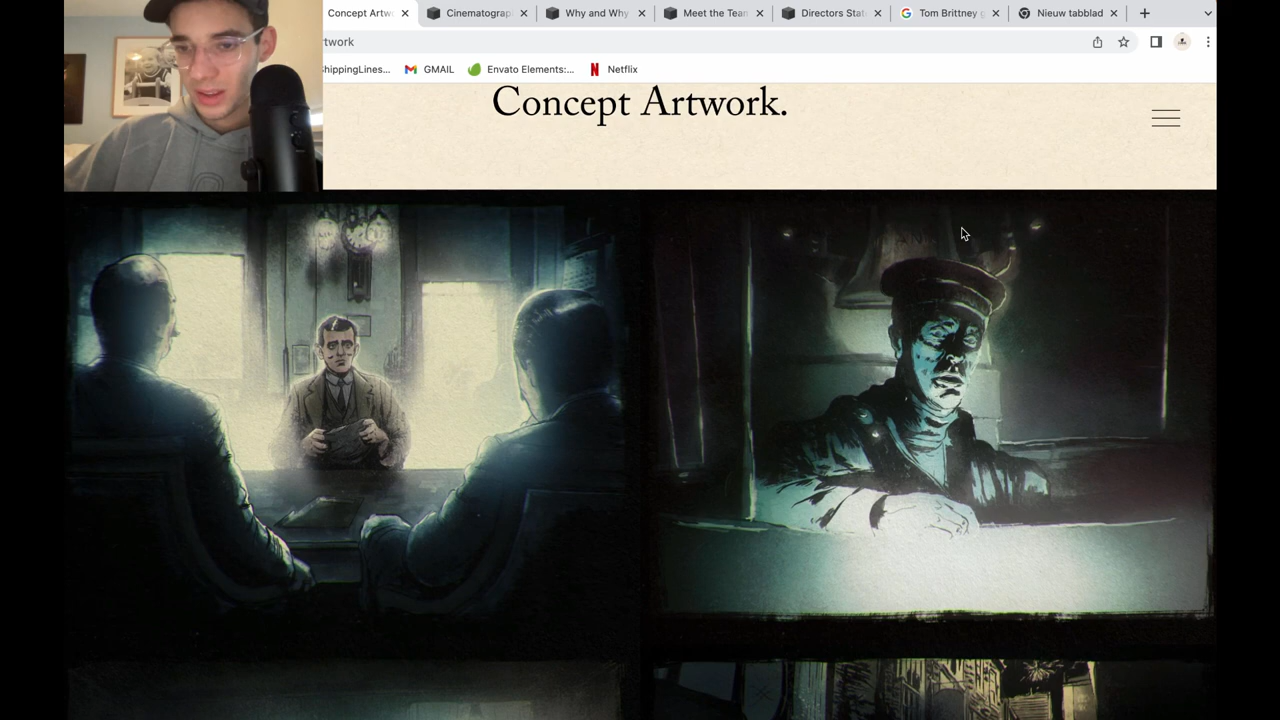 Concept Artw
Cinematograp
Why and Why
Meet the Tean
Directors Stat
Tom Brittney g
Nieuw tabblad
twork
ShippingLines...
GMAIL
Envato Elements:...
Netflix
Concept Artwork.